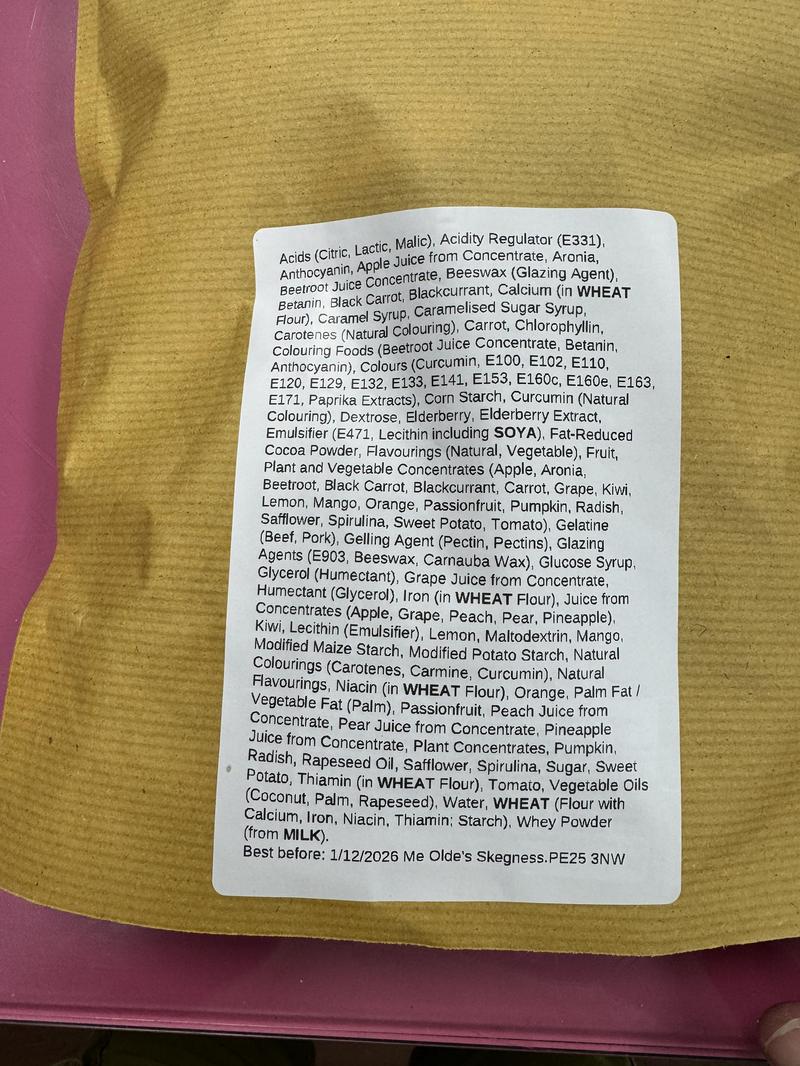 Acids (Citric, Lactic, Malic), Acidity Regulator (E331),
Anthocyanin, Apple Juice from Concentrate, Aronia,
Beetroot Juice Concentrate, Beeswax (Glazing Agent),
Betanin, Black Carrot, Blackcurrant, Calcium (in WHEAT
Flour), Caramel Syrup, Caramelised Sugar Syrup,
Carotenes (Natural Colouring), Carrot, Chlorophyllin,
Colouring Foods (Beetroot Juice Concentrate, Betanin,
Anthocyanin), Colours (Curcumin, E100, E102, E110,
E120, E129, E132, E133, E141, E153, E160c, E160e, E163,
E171, Paprika Extracts), Corn Starch, Curcumin (Natural
Colouring), Dextrose, Elderberry, Elderberry Extract,
Emulsifier (E471, Lecithin including SOYA), Fat-Reduced
Cocoa Powder, Flavourings (Natural, Vegetable), Fruit,
Plant and Vegetable Concentrates (Apple, Aronia,
Beetroot, Black Carrot, Blackcurrant, Carrot, Grape, Kiwi,
Lemon, Mango, Orange, Passionfruit, Pumpkin, Radish,
Safflower, Spirulina, Sweet Potato, Tomato), Gelatine
(Beef, Pork), Gelling Agent (Pectin, Pectins), Glazing
Agents (E903, Beeswax, Carnauba Wax), Glucose Syrup,
Glycerol (Humectant), Grape Juice from Concentrate,
Humectant (Glycerol), Iron (in WHEAT Flour), Juice from
Concentrates (Apple, Grape, Peach, Pear, Pineapple),
Kiwi, Lecithin (Emulsifier), Lemon, Maltodextrin, Mango,
Modified Maize Starch, Modified Potato Starch, Natural
Colourings (Carotenes, Carmine, Curcumin), Natural
Flavourings, Niacin (in WHEAT Flour), Orange, Palm Fat /
Vegetable Fat (Palm), Passionfruit, Peach Juice from
Concentrate, Pear Juice from Concentrate, Pineapple
Juice from Concentrate, Plant Concentrates, Pumpkin,
Radish, Rapeseed Oil, Safflower, Spirulina, Sugar, Sweet
Potato, Thiamin (in WHEAT Flour), Tomato, Vegetable Oils
(Coconut, Palm, Rapeseed), Water, WHEAT (Flour with
Calcium, Iron, Niacin, Thiamin; Starch), Whey Powder
(from MILK).
Best before: 1/12/2026 Me Olde's Skegness.PE25 3NW